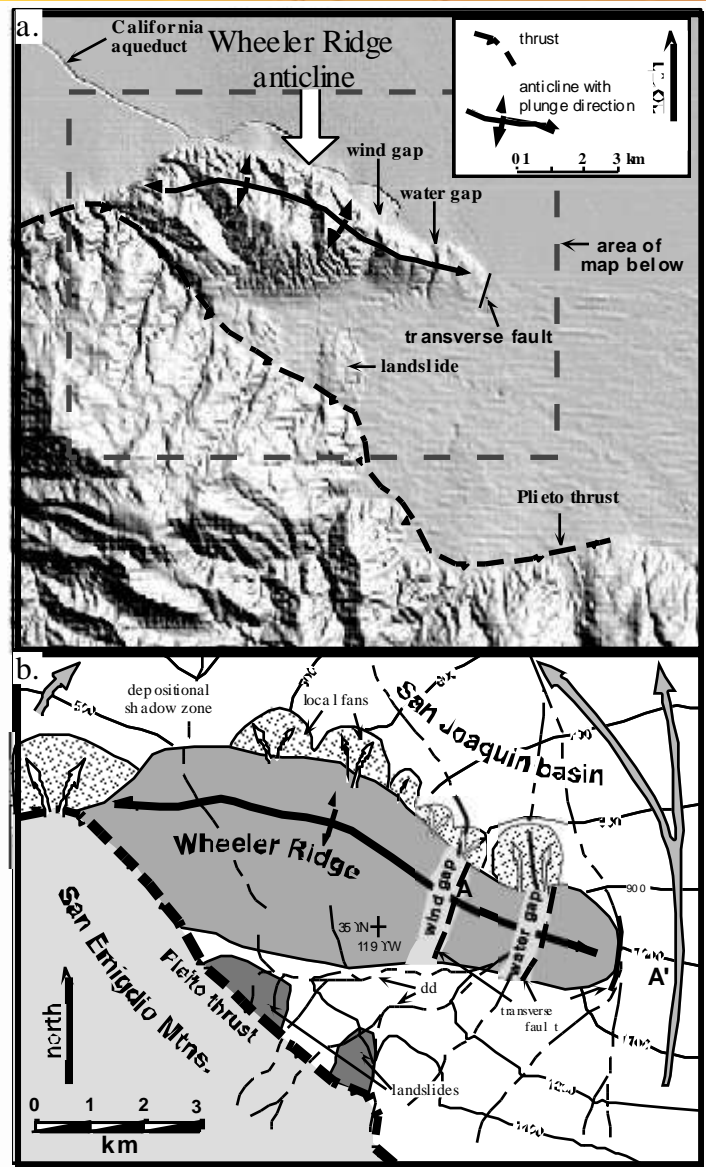 a.
California
aqueduct
Wheeler Ridge
anticline
thrust
anticline with
plunge direction
0 1 2 3 km
wind gap
water gap
area of
map below
transverse fault
landslide
Plieto thrust
b.
depositional
shadow zone
local fans
San Joaquin basin
Wheeler Ridge
wind gap
A
water gap
900
35ϒN
119ϒW
A'
San Emigdio Mtns.
Pleito thrust
dd
transverse
fault
landslides
north
0 1 2 3
km